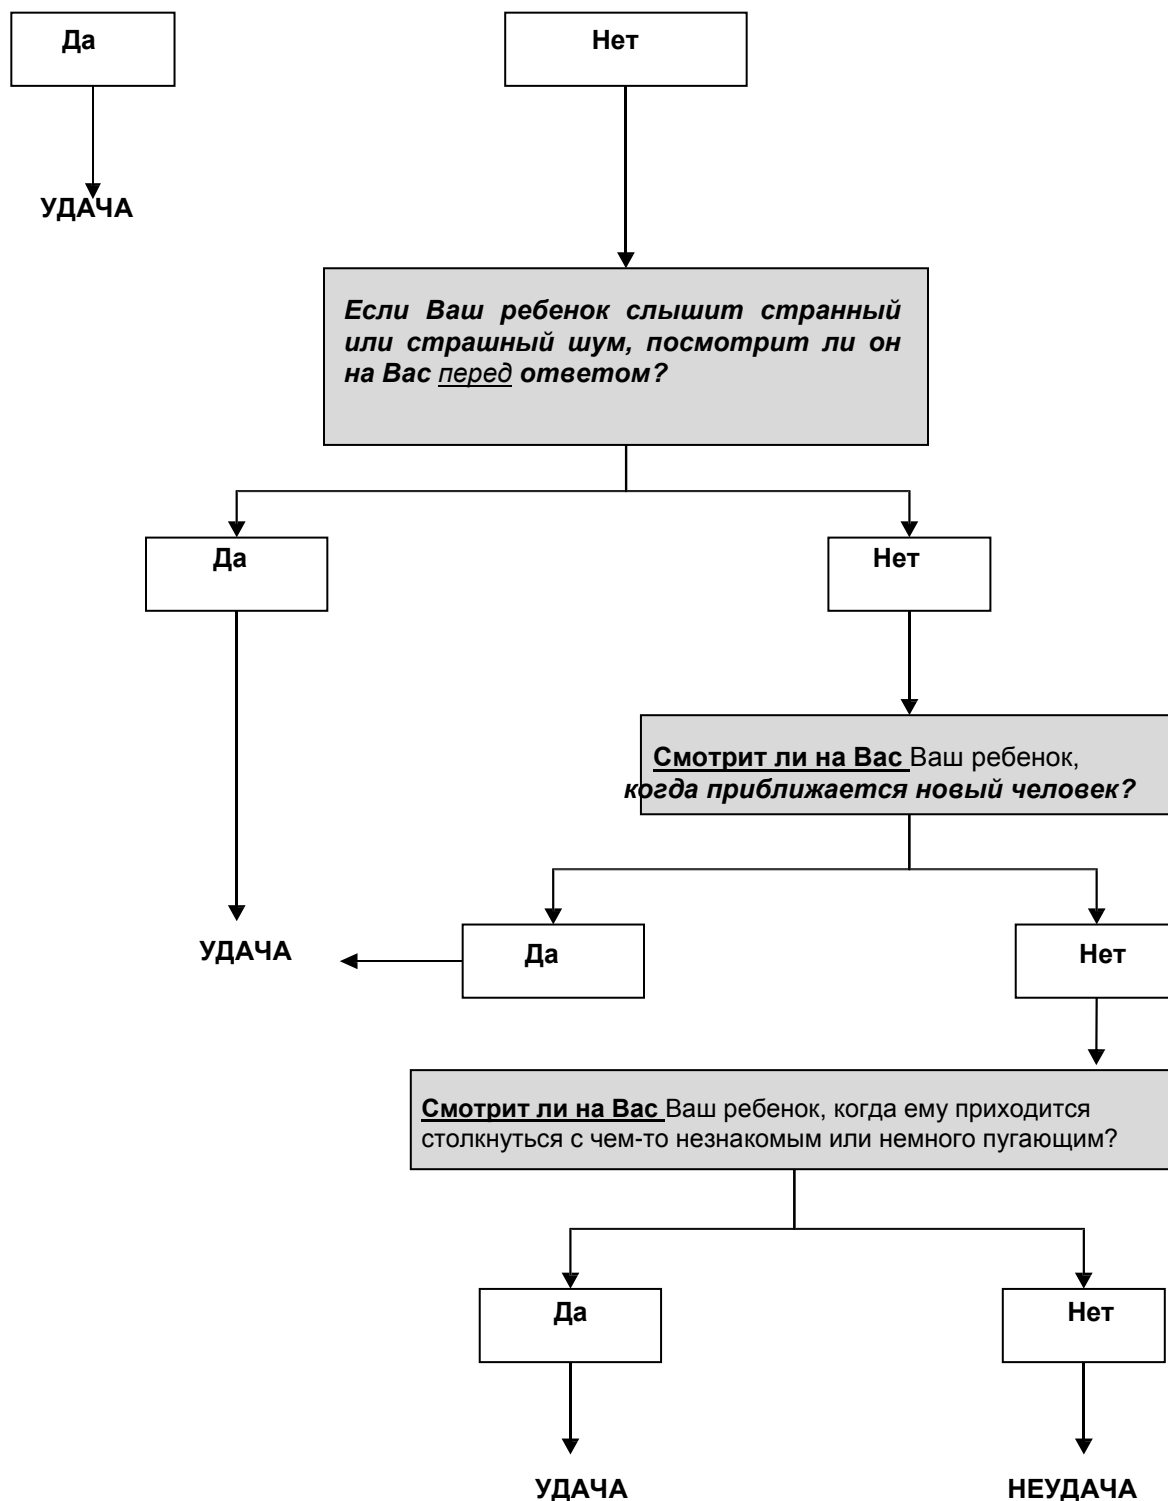 Да
Нет
УДАЧА
Если Ваш ребенок слышит странный
или страшный шум, посмотрит ли он
на Вас перед ответом?
Да
Нет
Смотрит ли на Вас Ваш ребенок,
когда приближается новый человек?
УДАЧА
Да
Нет
Смотрит ли на Вас Ваш ребенок, когда ему приходится
столкнуться с чем-то незнакомым или немного пугающим?
Да
Нет
УДАЧА
НЕУДАЧА